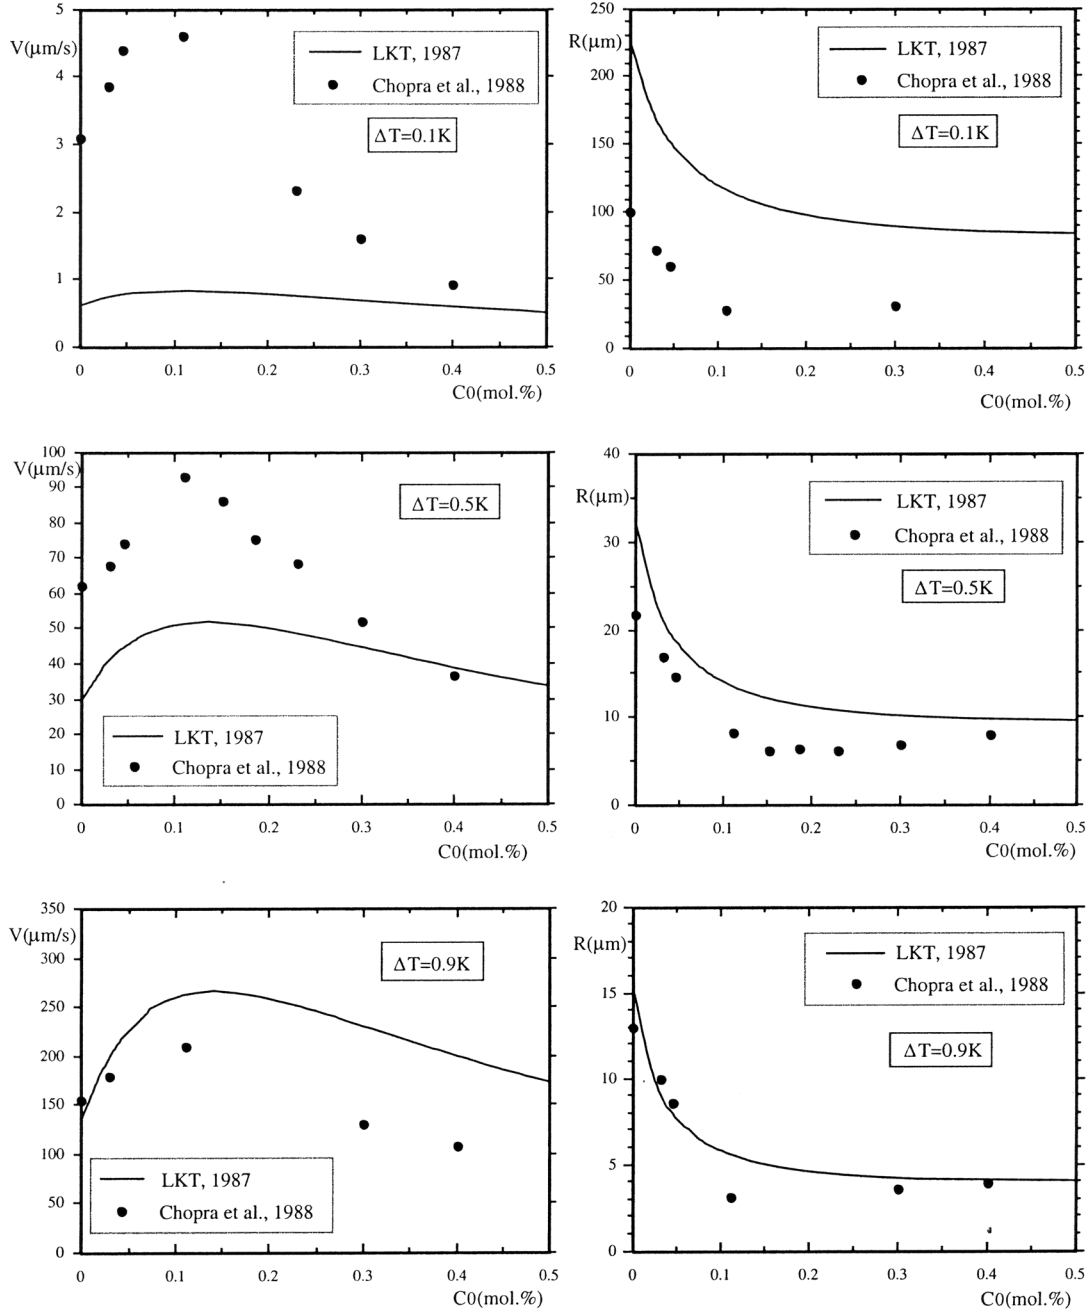 5
V(μm/s)
LKT, 1987
4
Chopra et al., 1988
ΔT=0.1K
3
2
1
0
0 0.1 0.2 0.3 0.4 0.5
C0(mol.%)
250
R(μm)
LKT, 1987
200
Chopra et al., 1988
ΔT=0.1K
150
100
50
0
0 0.1 0.2 0.3 0.4 0.5
C0(mol.%)
100
V(μm/s)
90
ΔT=0.5K
80
70
60
50
40
30
LKT, 1987
20
Chopra et al., 1988
10
0
0 0.1 0.2 0.3 0.4 0.5
C0(mol.%)
40
R(μm)
LKT, 1987
Chopra et al., 1988
30
ΔT=0.5K
20
10
0
0 0.1 0.2 0.3 0.4 0.5
C0(mol.%)
350
V(μm/s)
300
ΔT=0.9K
250
200
150
100
LKT, 1987
50
Chopra et al., 1988
0
0 0.1 0.2 0.3 0.4 0.5
C0(mol.%)
20
R(μm)
LKT, 1987
Chopra et al., 1988
15
ΔT=0.9K
10
5
0
0 0.1 0.2 0.3 0.4 0.5
C0(mol.%)